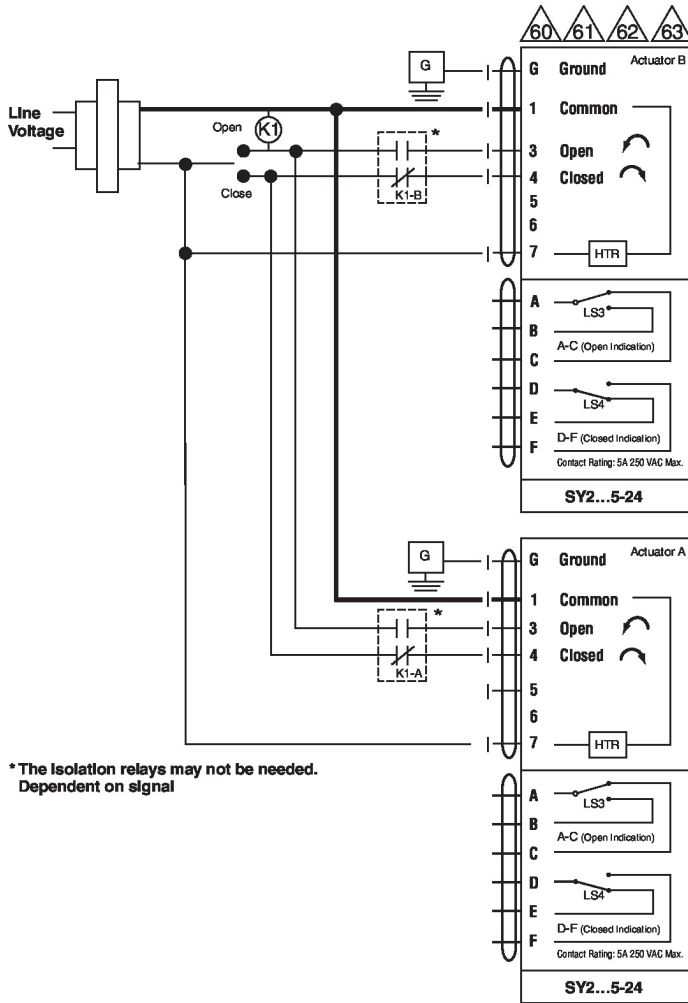 60 61 62 63
Actuator B
G
G Ground
Line
Voltage
1 Common
Open
K1
*
3 Open
4 Closed
Close
K1-B
5
6
7
HTR
A
LS3
B
A-C (Open Indication)
C
D
LS4
E
D-F (Closed Indication)
F
Contact Rating: 5A 250 VAC Max.
SY2...5-24
Actuator A
G
G Ground
1 Common
*
3 Open
4 Closed
K1-A
5
6
7
HTR
* The Isolation relays may not be needed.
Dependent on signal
A
LS3
B
A-C (Open Indication)
C
D
LS4
E
D-F (Closed Indication)
F
Contact Rating: 5A 250 VAC Max.
SY2...5-24